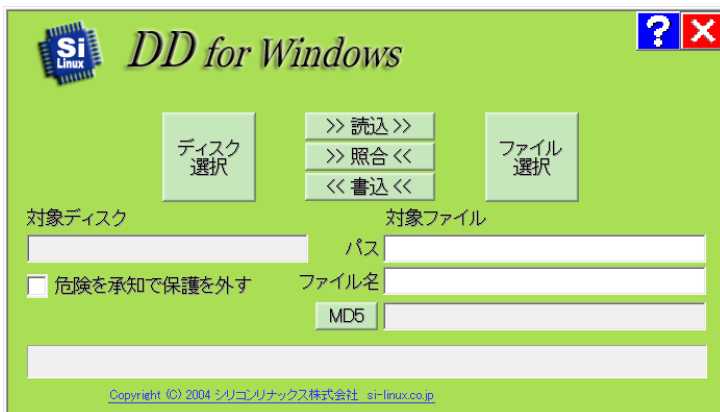 Si
Linux
DD for Windows
?
ディスク
選択
>> 読込 >>
>> 照合 <<
<< 書込 <<
ファイル
選択
対象ディスク
対象ファイル
パス
危険を承知で保護を外す
ファイル名
MD5
Copyright (C) 2004 シリコンリナックス株式会社 si-linux.co.jp